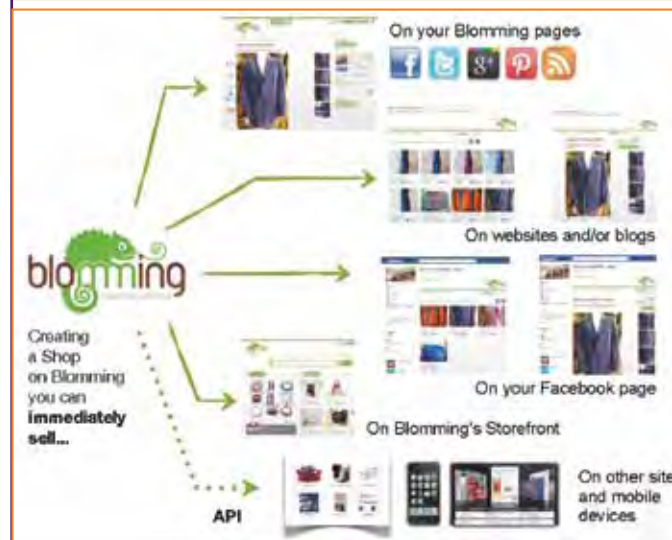 On your Blomming pages
On websites and/or blogs
blomming
Creating
a Shop
on Blomming
you can
immediately
sell...
On your Facebook page
On Blomming's Storefront
API
On other site
and mobile
devices